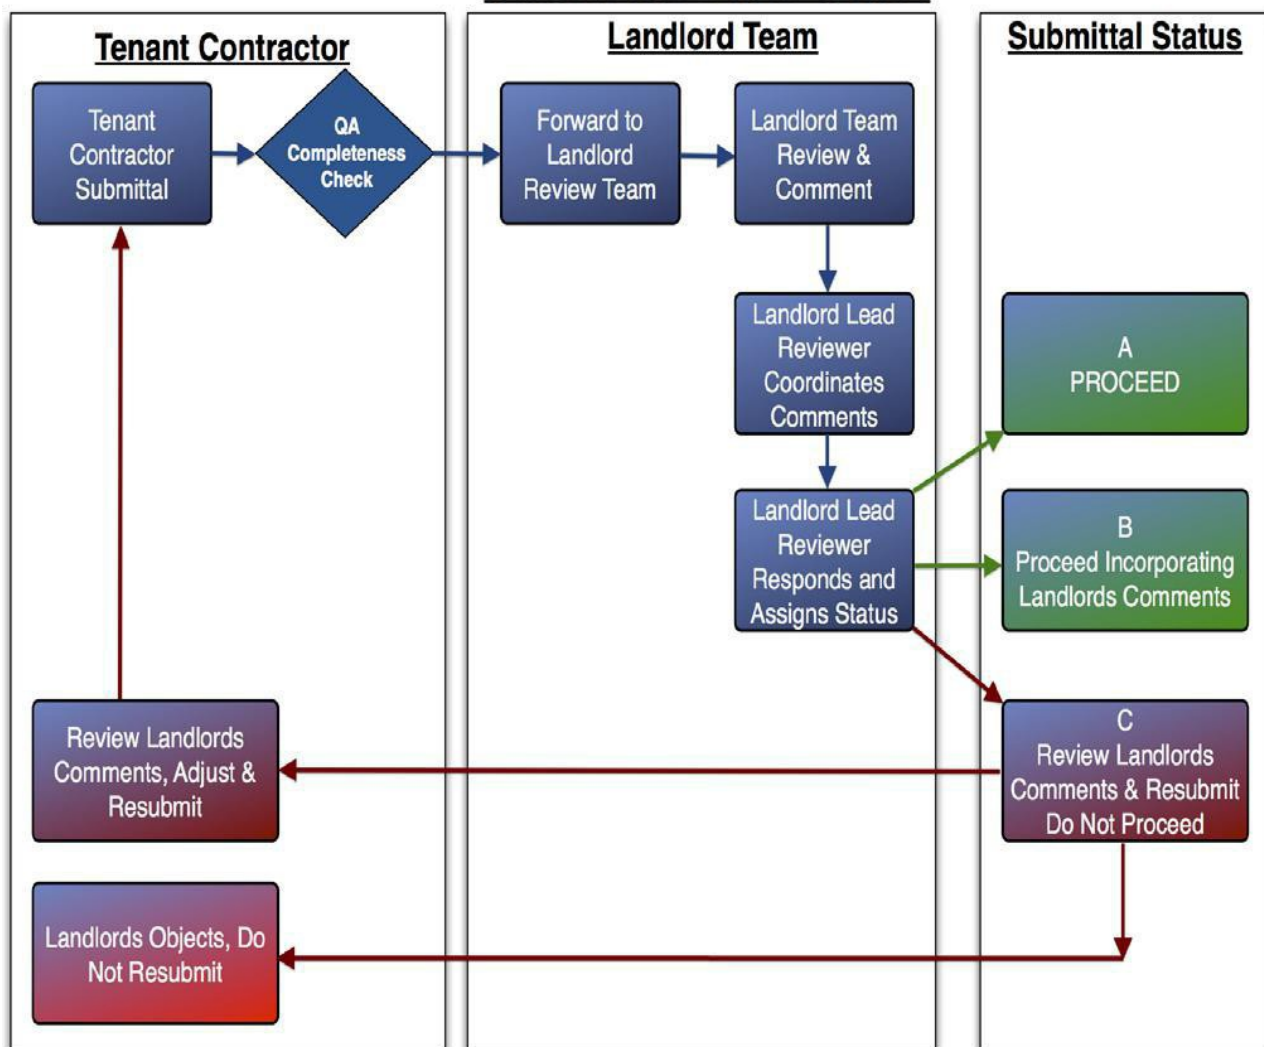 Tenant Contractor
Tenant
Contractor
Submittal
QA
Completeness
Check
Review Landlords
Comments, Adjust &
Resubmit
Landlords Objects, Do
Not Resubmit
Landlord Team
Forward to
Landlord
Review Team
Landlord Team
Review &
Comment
Landlord Lead
Reviewer
Coordinates
Comments
Landlord Lead
Reviewer
Responds and
Assigns Status
Submittal Status
A
PROCEED
B
Proceed Incorporating
Landlords Comments
C
Review Landlords
Comments & Resubmit
Do Not Proceed